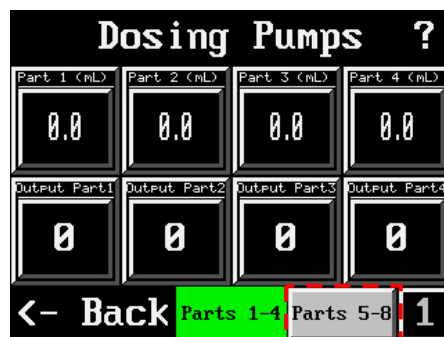 Dosing Pumps ?
Part 1 (mL) Part 2 (mL) Part 3 (mL) Part 4 (mL)
0.0 0.0 0.0 0.0
Output Part1 Output Part2 Output Part3 Output Part4
0 0 0 0
<- Back Parts 1-4 Parts 5-8 1